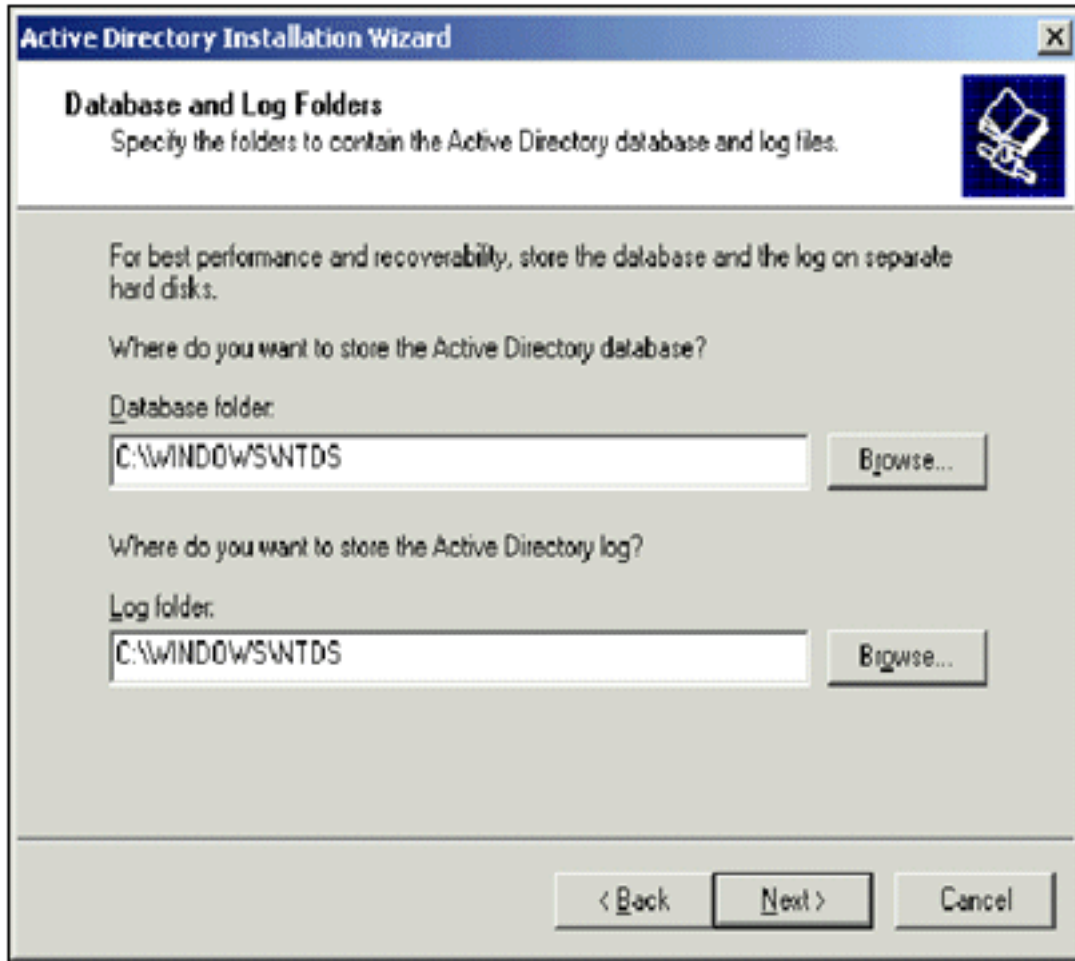 Active Directory Installation Wizard
Database and Log Folders
Specify the folders to contain the Active Directory database and log files.
For best performance and recoverability, store the database and the log on separate
hard disks.
Where do you want to store the Active Directory database?
Database folder:
C:\WINDOWS\NTDS
Browse...
Where do you want to store the Active Directory log?
Log folder:
C:\WINDOWS\NTDS
Browse...
< Back
Next >
Cancel